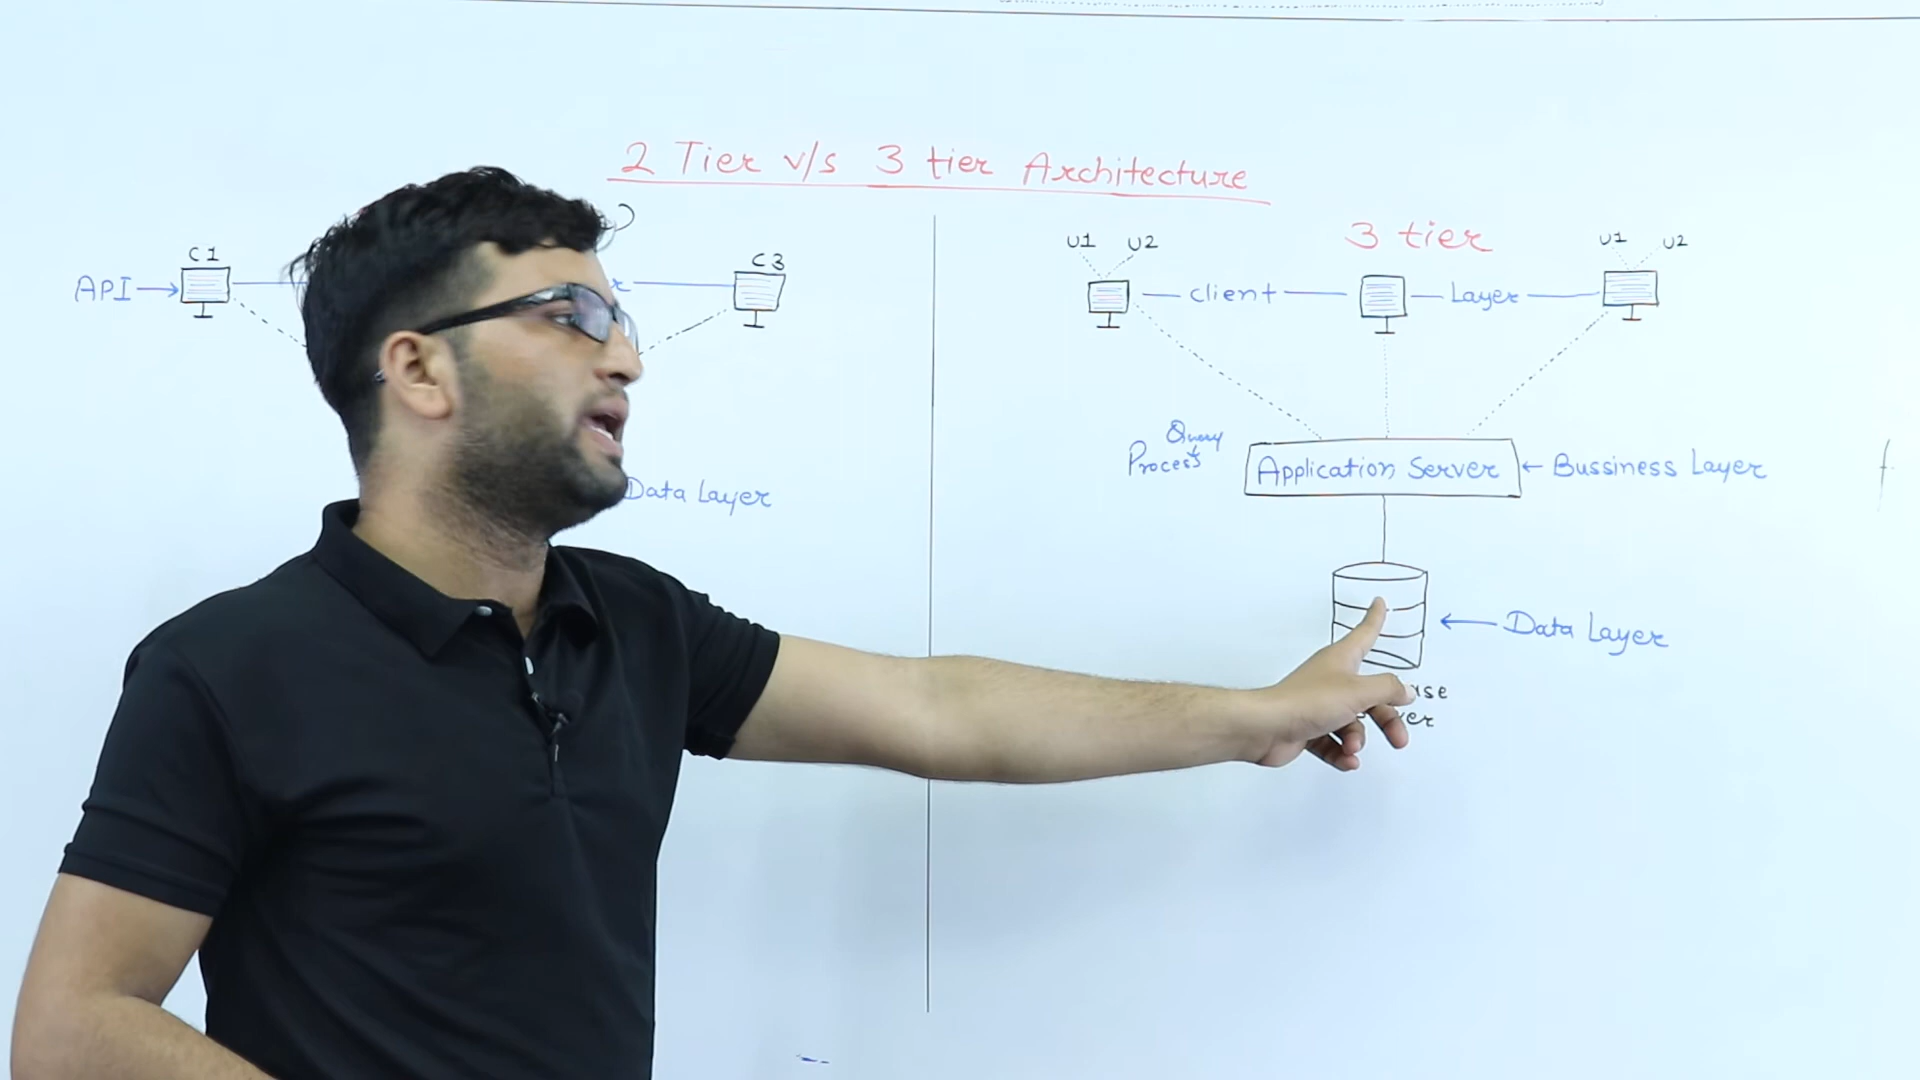 2 Tier v/s 3 tier Architecture
C1
C3
API
Data Layer
3 tier
U1 U2
U1 U2
client Layer
Query
Process
Application Server
Bussiness Layer
Data Layer